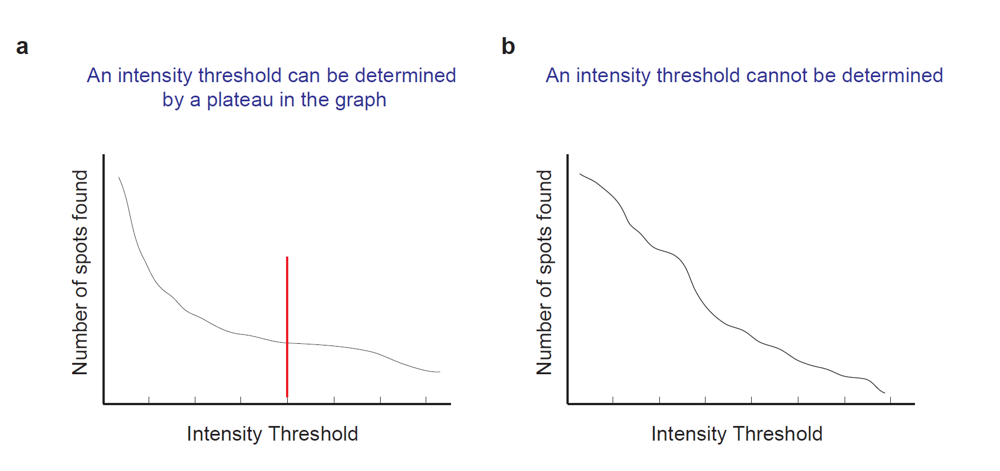 a
An intensity threshold can be determined
by a plateau in the graph
Number of spots found
Intensity Threshold
b
An intensity threshold cannot be determined
Number of spots found
Intensity Threshold